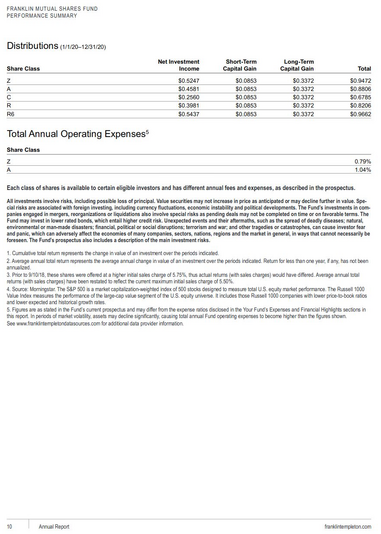 FRANKLIN MUTUAL SHARES FUND
PERFORMANCE SUMMARY
Distributions (1/1/20–12/31/20)
Share Class Net Investment Income Short-Term Capital Gain Long-Term Capital Gain Total
Z $0.5247 $0.0853 $0.3372 $0.9472
A $0.4581 $0.0853 $0.3372 $0.8806
C $0.2560 $0.0853 $0.3372 $0.6785
R $0.3981 $0.0853 $0.3372 $0.8206
R6 $0.5437 $0.0853 $0.3372 $0.9662
Total Annual Operating Expenses5
Share Class
Z 0.79%
A 1.04%
Each class of shares is available to certain eligible investors and has different annual fees and expenses, as described in the prospectus.
All investments involve risks, including possible loss of principal. Value securities may not increase in price as anticipated or may decline further in value. Spe-
cial risks are associated with foreign investing, including currency fluctuations, economic instability and political developments. The Fund's investments in com-
panies engaged in mergers, reorganizations or liquidations also involve special risks as pending deals may not be completed on time or on favorable terms. The
Fund may invest in lower rated bonds, which entail higher credit risk. Unexpected events and their aftermaths, such as the spread of deadly diseases; natural,
environmental or man-made disasters; financial, political or social disruptions; terrorism and war; and other tragedies or catastrophes, can cause investor fear
and panic, which can adversely affect the economies of many companies, sectors, nations, regions and the market in general, in ways that cannot necessarily be
foreseen. The Fund's prospectus also includes a description of the main investment risks.
1. Cumulative total return represents the change in value of an investment over the periods indicated.
2. Average annual total return represents the average annual change in value of an investment over the periods indicated. Return for less than one year, if any, has not been
annualized.
3. Prior to 9/10/18, these shares were offered at a higher initial sales charge of 5.75%, thus actual returns (with sales charges) would have differed. Average annual total
returns (with sales charges) have been restated to reflect the current maximum initial sales charge of 5.50%.
4. Source: Morningstar. The S&P 500 is a market capitalization-weighted index of 500 stocks designed to measure total U.S. equity market performance. The Russell 1000
Value Index measures the performance of the large-cap value segment of the U.S. equity universe. It includes those Russell 1000 companies with lower price-to-book ratios
and lower expected and historical growth rates.
5. Figures are as stated in the Fund's current prospectus and may differ from the expense ratios disclosed in the Your Fund's Expenses and Financial Highlights sections in
this report. In periods of market volatility, assets may decline significantly, causing total annual Fund operating expenses to become higher than the figures shown.
See www.franklintempletondatasources.com for additional data provider information.
10 Annual Report franklintempleton.com